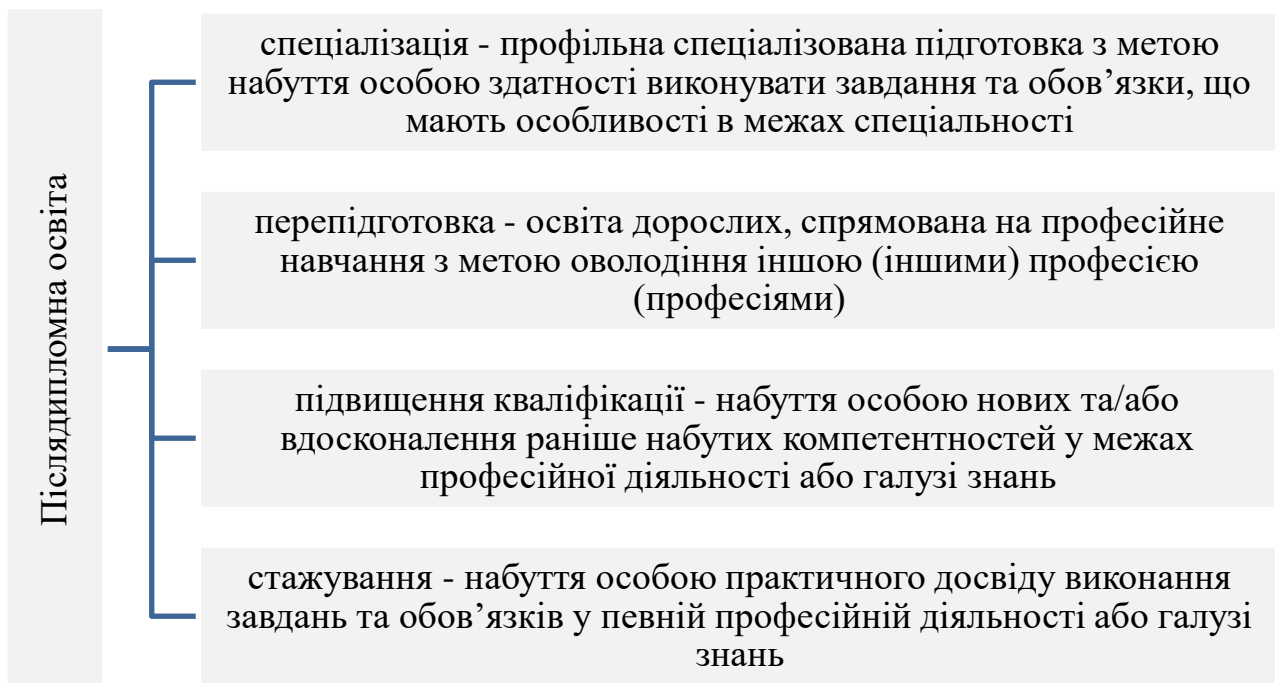 Післядипломна освіта
спеціалізація - профільна спеціалізована підготовка з метою
набуття особою здатності виконувати завдання та обов’язки, що
мають особливості в межах спеціальності
перепідготовка - освіта дорослих, спрямована на професійне
навчання з метою оволодіння іншою (іншими) професією
(професіями)
підвищення кваліфікації - набуття особою нових та/або
вдосконалення раніше набутих компетентностей у межах
професійної діяльності або галузі знань
стажування - набуття особою практичного досвіду виконання
завдань та обов’язків у певній професійній діяльності або галузі
знань